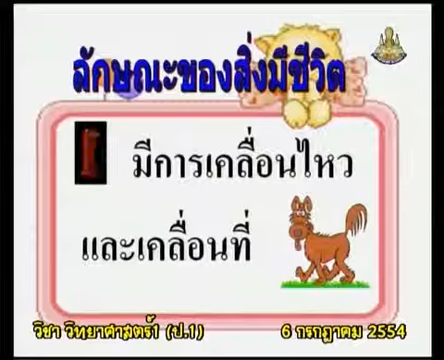 ลักษณะของสิ่งมีชีวิต
1 มีการเคลื่อนไหว
และเคลื่อนที่
วิชา วิทยาศาสตร์1 (ป.1)
6 กรกฎาคม 2554